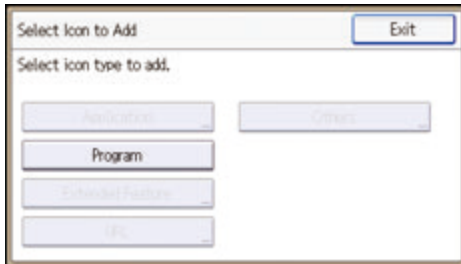 Select Icon to Add
Exit
Select icon type to add.
Application
Others
Program
Extended Feature
URL